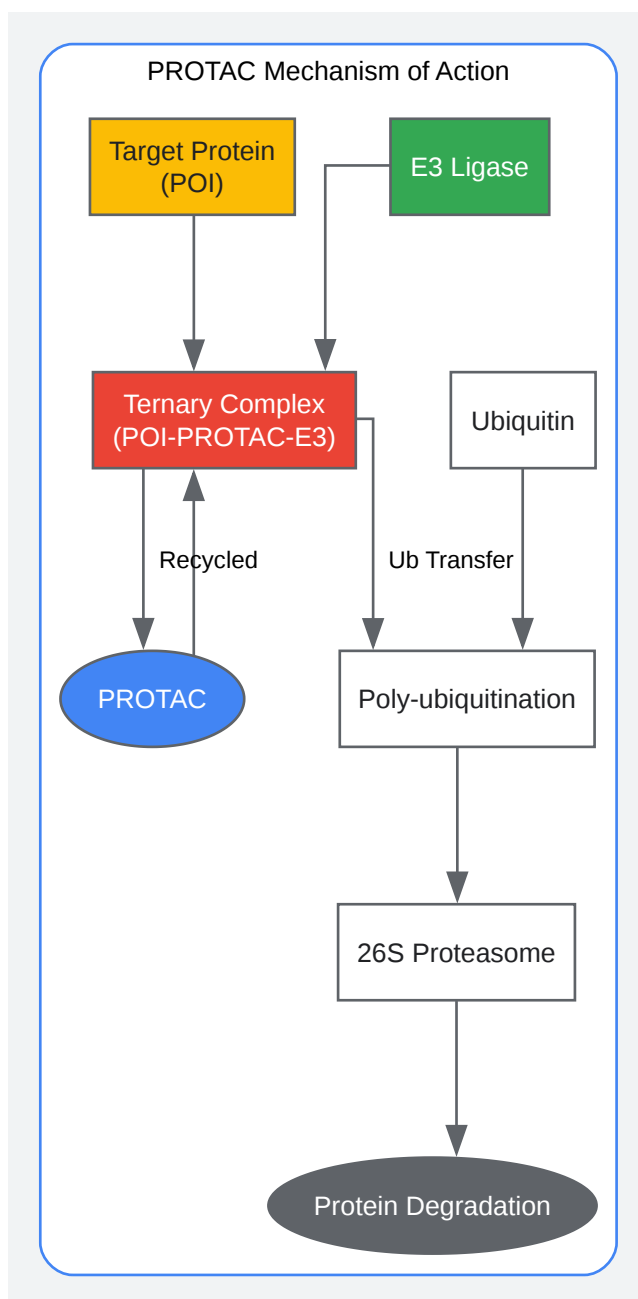 PROTAC Mechanism of Action
Target Protein
(POI)
E3 Ligase
Ternary Complex
(POI-PROTAC-E3)
Ubiquitin
Recycled
Ub Transfer
PROTAC
Poly-ubiquitination
26S Proteasome
Protein Degradation